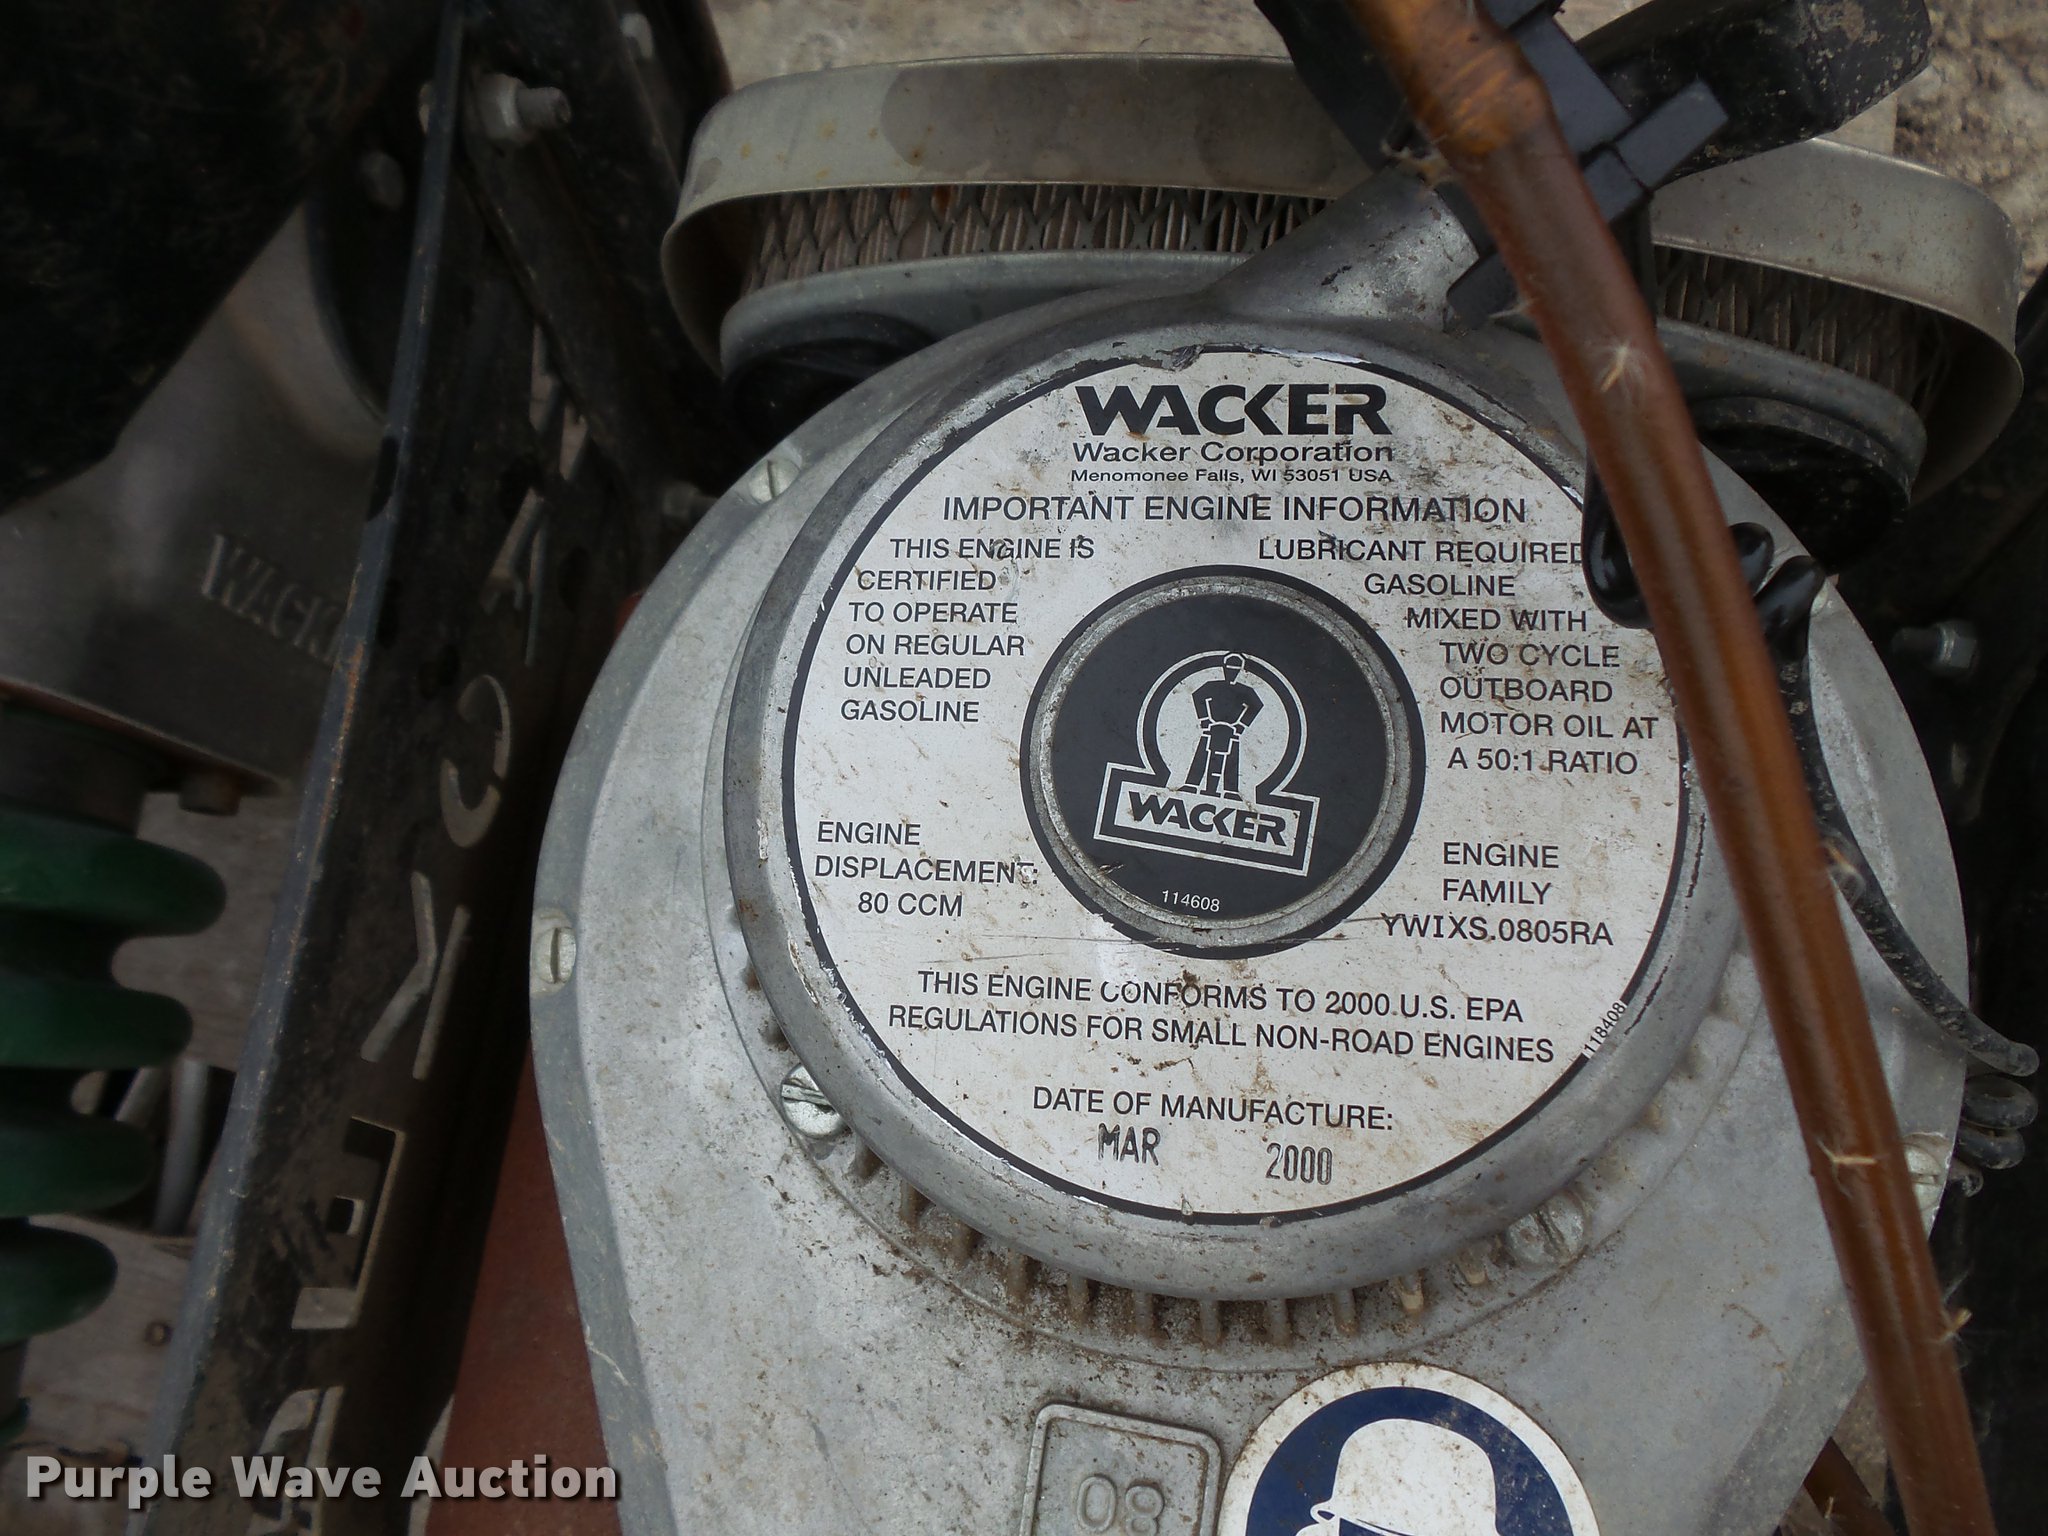 WACKER
Wacker Corporation
Menomonee Falls, WI 53051 USA
IMPORTANT ENGINE INFORMATION
THIS ENGINE IS
CERTIFIED
TO OPERATE
ON REGULAR
UNLEADED
GASOLINE
LUBRICANT REQUIRED
GASOLINE
MIXED WITH
TWO CYCLE
OUTBOARD
MOTOR OIL AT
A 50:1 RATIO
WACKER
114608
ENGINE
DISPLACEMENT:
80 CCM
ENGINE
FAMILY
YWIXS.0805RA
THIS ENGINE CONFORMS TO 2000 U.S. EPA
REGULATIONS FOR SMALL NON-ROAD ENGINES
118408
DATE OF MANUFACTURE:
MAR 2000
80
WACKE
Purple Wave Auction